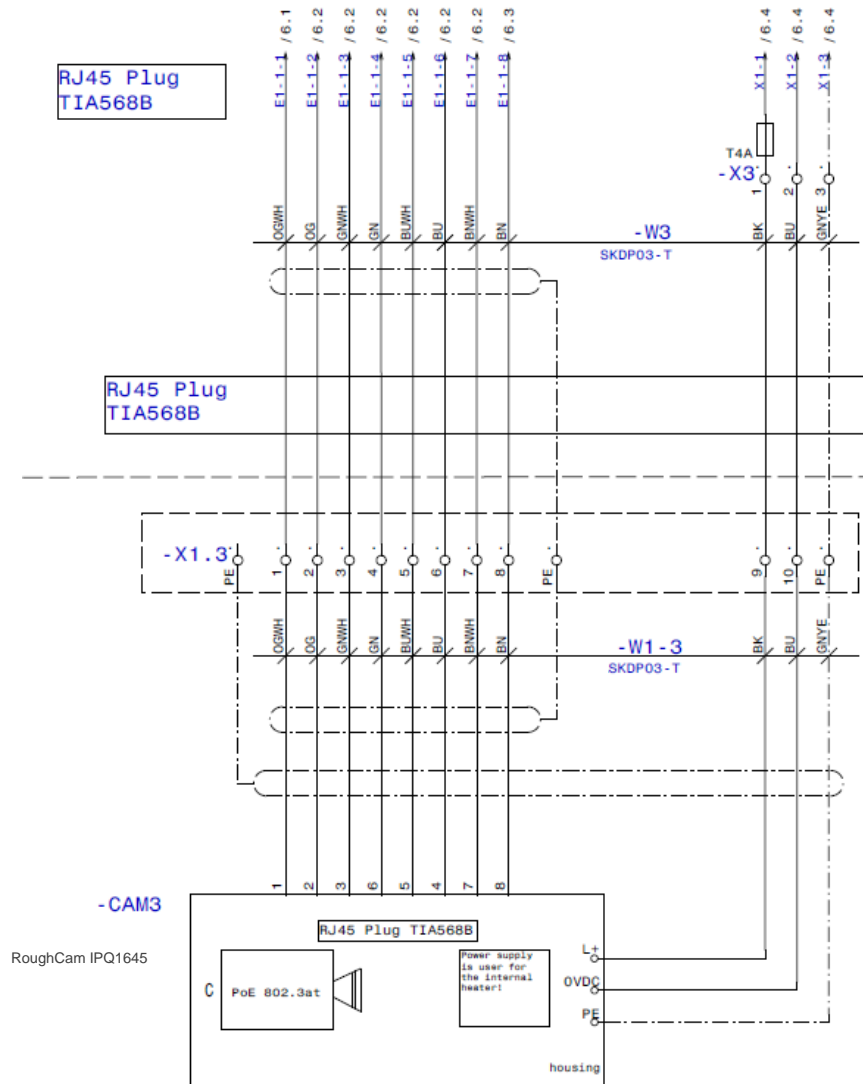 /6.1 /6.2 /6.2 /6.2 /6.2 /6.2 /6.2 /6.3 /6.4 /6.4 /6.4
E1-1-1 E1-1-2 E1-1-3 E1-1-4 E1-1-5 E1-1-6 E1-1-7 E1-1-8 X1-1 X1-2 X1-3
RJ45 Plug
TIA568B
T4A
-X3 1 2 3
OGWH OG GNWH GN BUWH BU BNWH BN -W3 BK BU GNYE
SKDP03-T
RJ45 Plug
TIA568B
-X1.3 PE 1 2 3 4 5 6 7 8 PE 9 10 PE
OGWH OG GNWH GN BUWH BU BNWH BN -W1-3 BK BU GNYE
SKDP03-T
1 2 3 6 5 4 7 8
-CAM3
RJ45 Plug TIA568B
RoughCam IPQ1645
C PoE 802.3at
Power supply
is user for
the internal
heater!
L+
0VDC
PE
housing